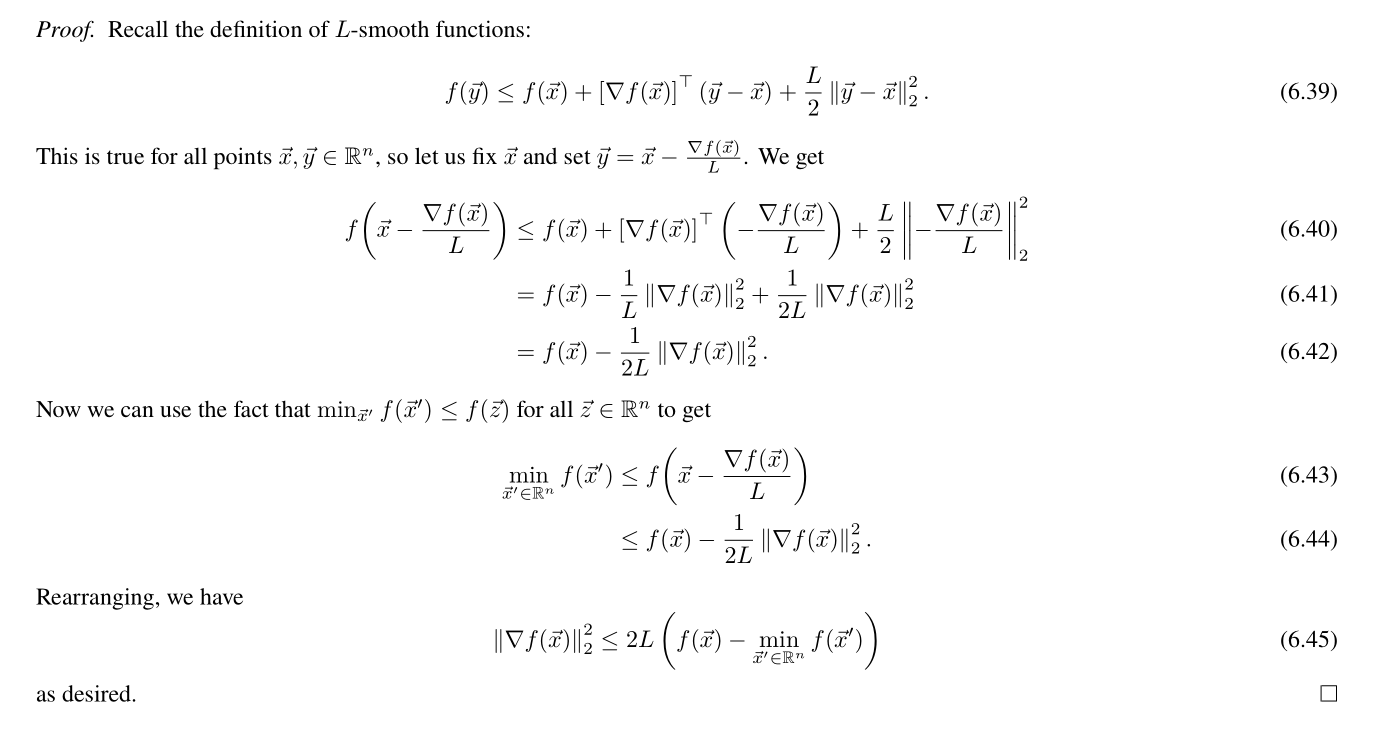 Proof. Recall the definition of L-smooth functions:
f(\vec{y}) \leq f(\vec{x}) + [\nabla f(\vec{x})]^\top (\vec{y} - \vec{x}) + \frac{L}{2} \|\vec{y} - \vec{x}\|_2^2 . (6.39)
This is true for all points \vec{x}, \vec{y} \in \mathbb{R}^n, so let us fix \vec{x} and set \vec{y} = \vec{x} - \frac{\nabla f(\vec{x})}{L}. We get
f\left(\vec{x} - \frac{\nabla f(\vec{x})}{L}\right) \leq f(\vec{x}) + [\nabla f(\vec{x})]^\top \left(-\frac{\nabla f(\vec{x})}{L}\right) + \frac{L}{2} \left\|-\frac{\nabla f(\vec{x})}{L}\right\|_2^2 (6.40)
= f(\vec{x}) - \frac{1}{L} \|\nabla f(\vec{x})\|_2^2 + \frac{1}{2L} \|\nabla f(\vec{x})\|_2^2 (6.41)
= f(\vec{x}) - \frac{1}{2L} \|\nabla f(\vec{x})\|_2^2 . (6.42)
Now we can use the fact that \min_{\vec{x}'} f(\vec{x}') \leq f(\vec{z}) for all \vec{z} \in \mathbb{R}^n to get
\min_{\vec{x}' \in \mathbb{R}^n} f(\vec{x}') \leq f\left(\vec{x} - \frac{\nabla f(\vec{x})}{L}\right) (6.43)
\leq f(\vec{x}) - \frac{1}{2L} \|\nabla f(\vec{x})\|_2^2 . (6.44)
Rearranging, we have
\|\nabla f(\vec{x})\|_2^2 \leq 2L \left(f(\vec{x}) - \min_{\vec{x}' \in \mathbb{R}^n} f(\vec{x}')\right) (6.45)
as desired. □